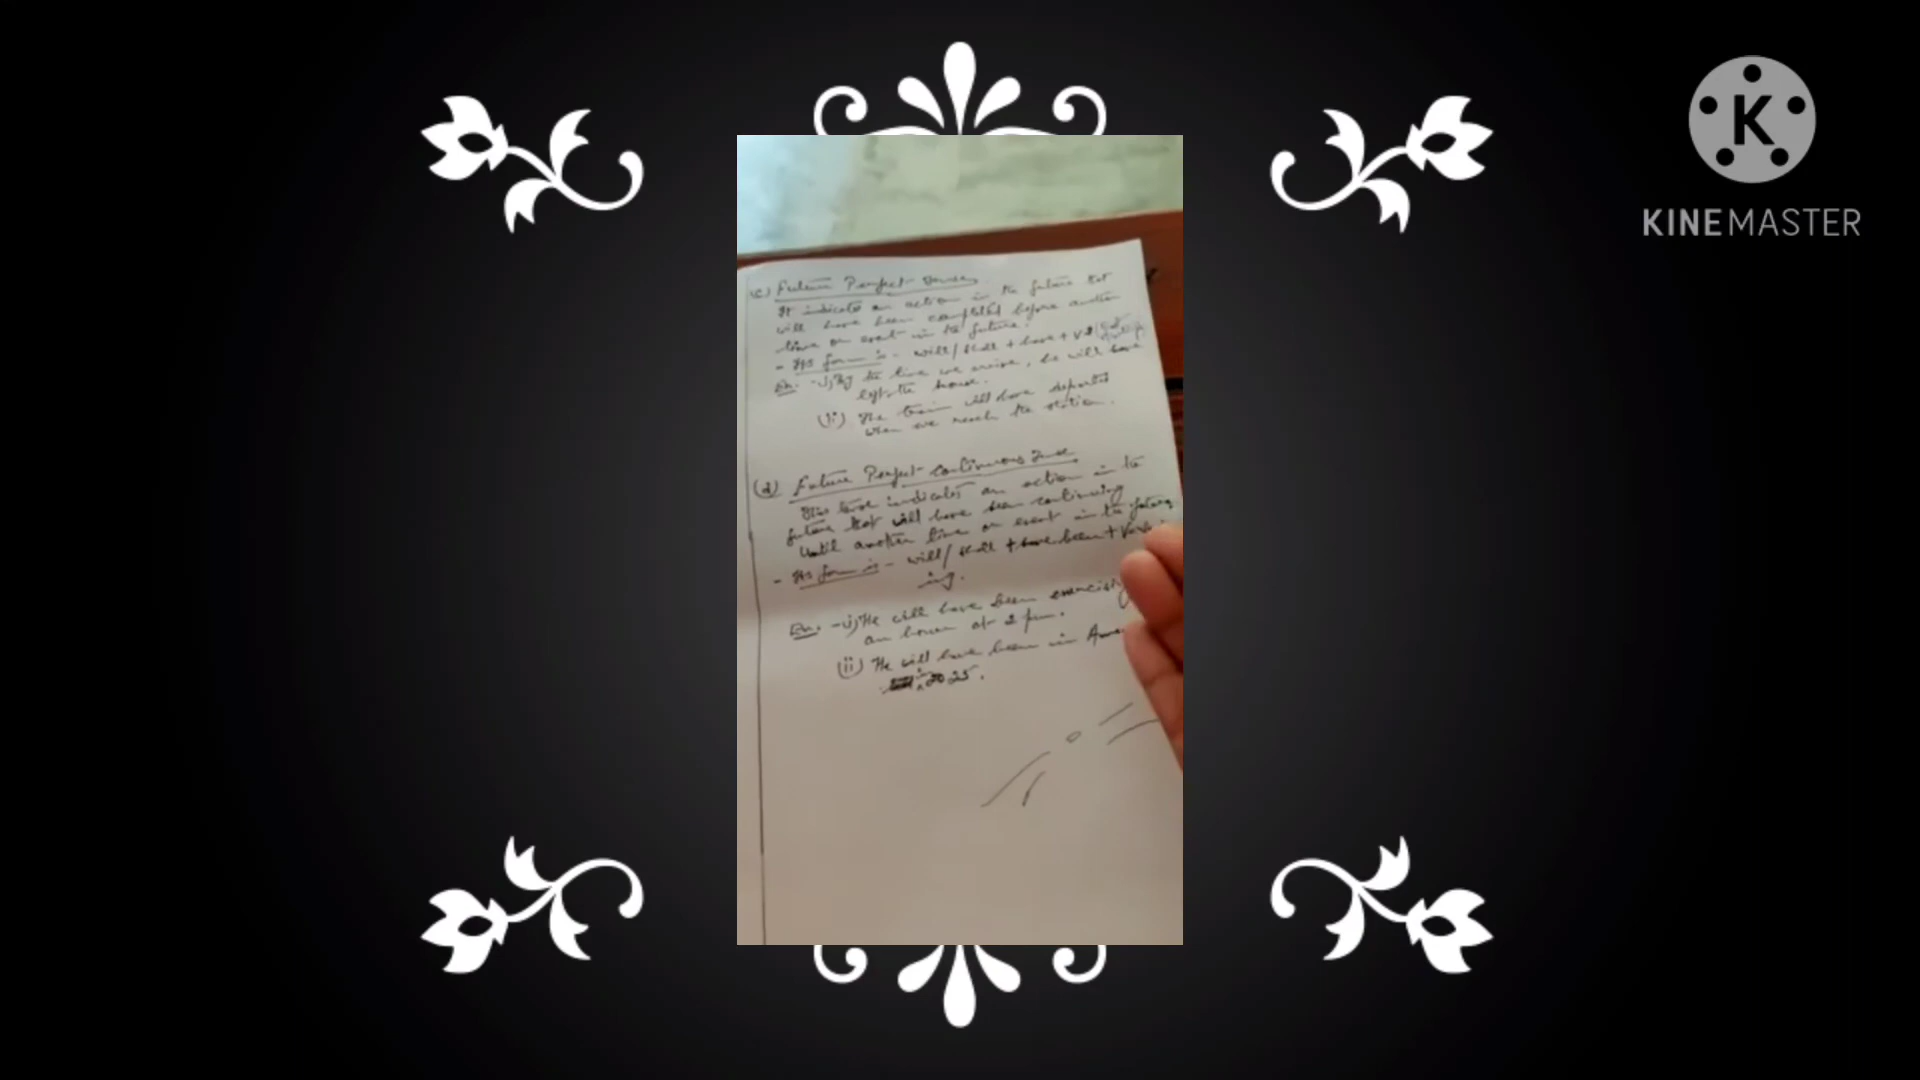 (c) Future Perfect Tense
It indicates an action in the future that
will have been completed before another
time or event in the future.
- Its form is - will/shall + have + V3
Ex. - i) By the time we arrive, he will have
left the house.
(ii) The train will have departed
when we reach the station.
(d) Future Perfect continuous Tense
This tense indicates an action in the
future that will have been continuing
until another time or event in the future
- Its form is - will/shall + have been + Verb
ing.
Ex. - i) He will have been exercising
an hour at 2 pm.
(ii) He will have been in
2025.
K
KINEMASTER